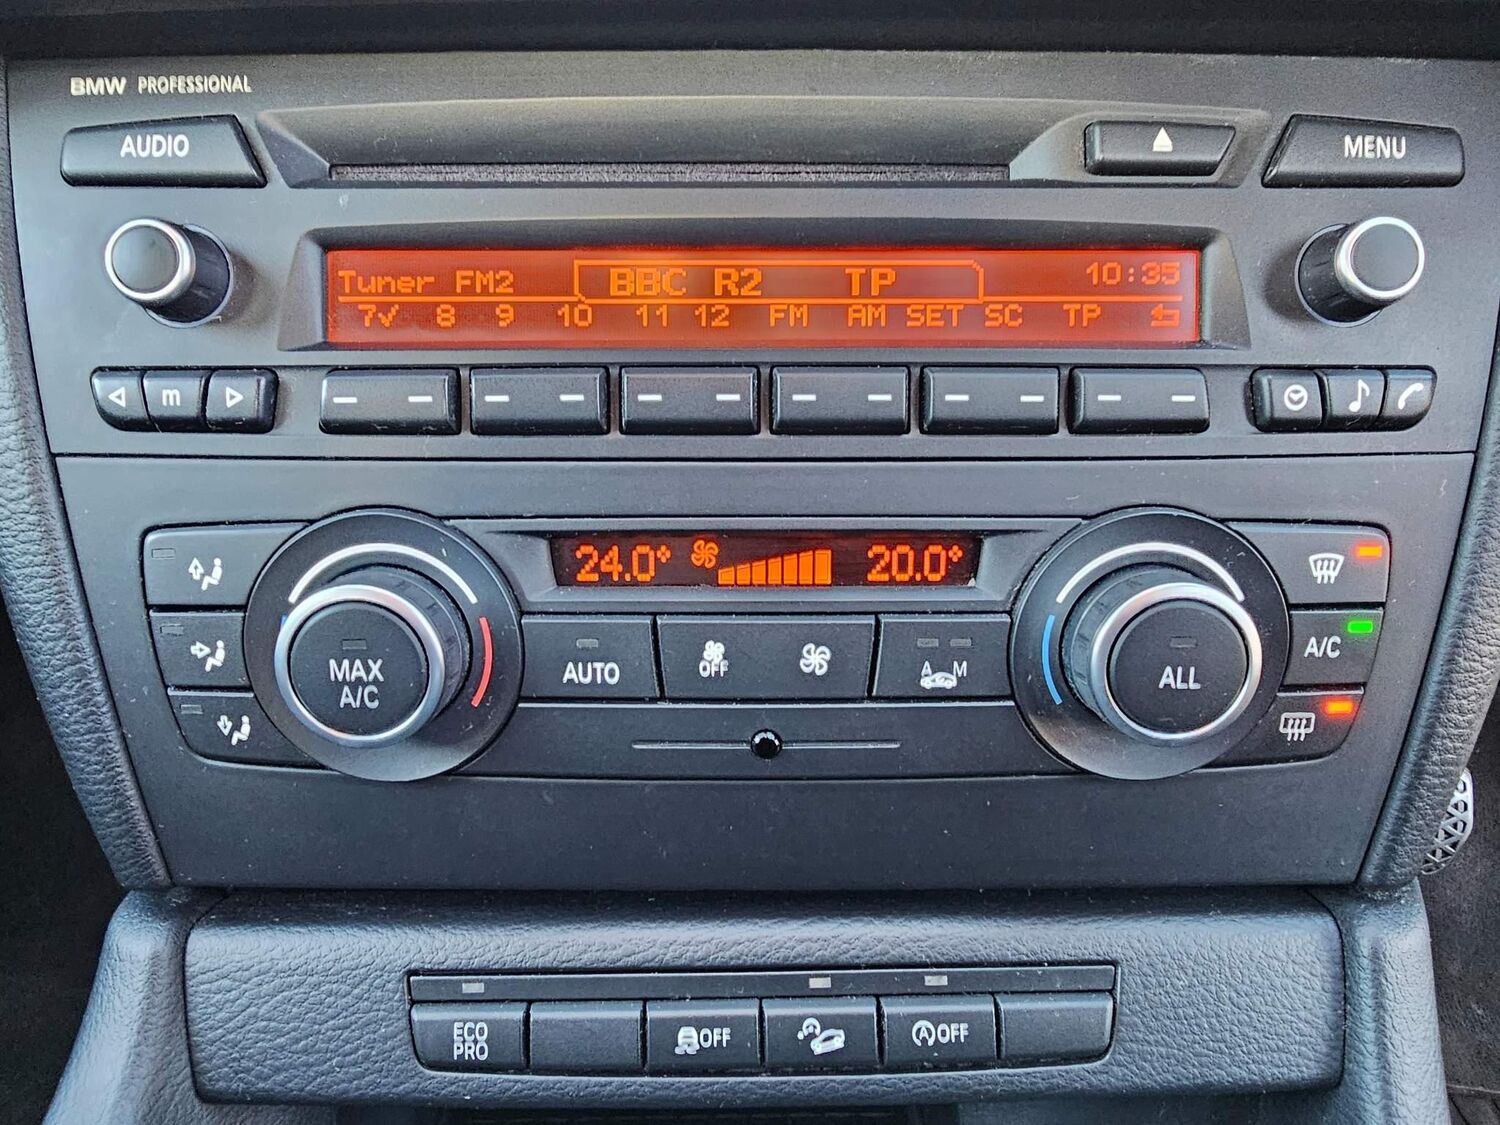 BMW PROFESSIONAL
AUDIO
MENU
Tuner FM2 BBC R2 TP 10:35
7✓ 8 9 10 11 12 FM AM SET SC TP
m
24.0° 20.0°
MAX A/C
AUTO
OFF
A M
ALL
A/C
ECO PRO
OFF
A OFF